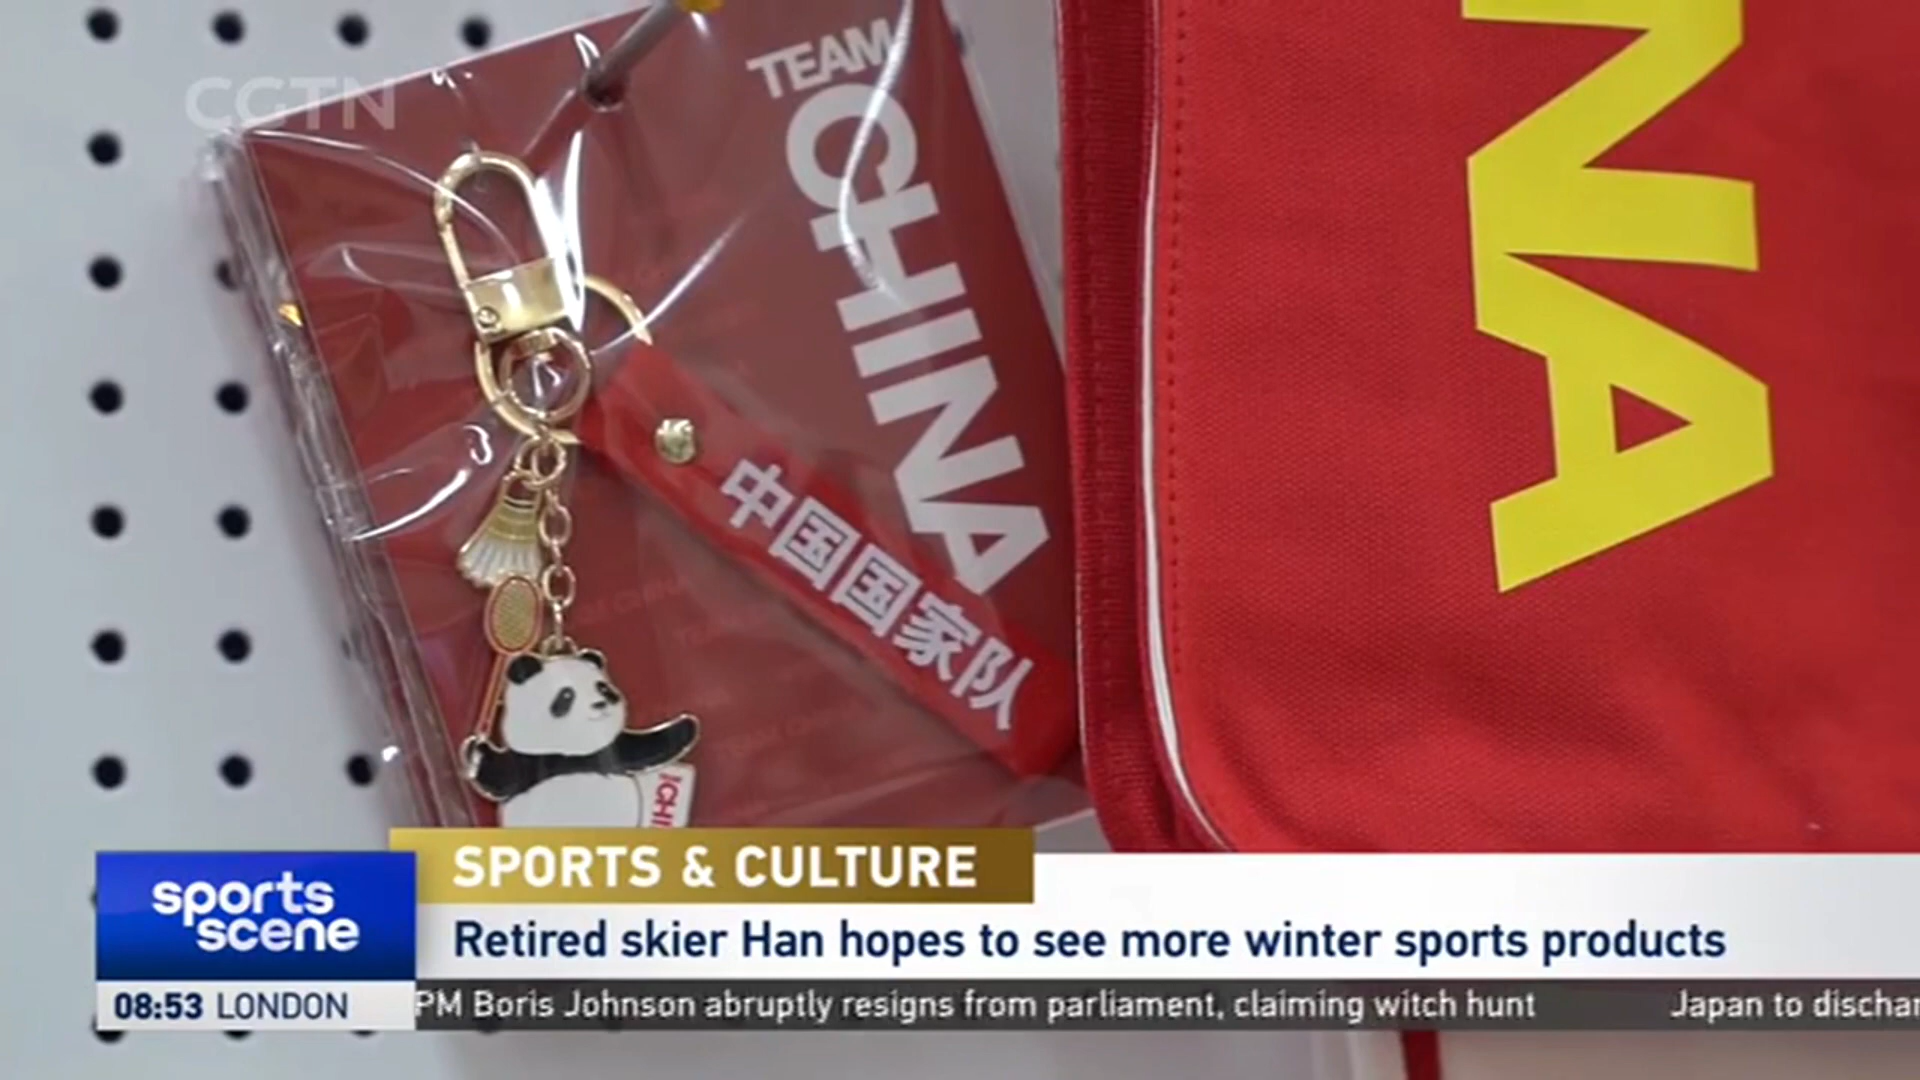 CGTN
TEAM
CHINA
中国国家队
NA
CHI
SPORTS & CULTURE
sports
scene
Retired skier Han hopes to see more winter sports products
08:53 LONDON
PM Boris Johnson abruptly resigns from parliament, claiming witch hunt
Japan to dischar